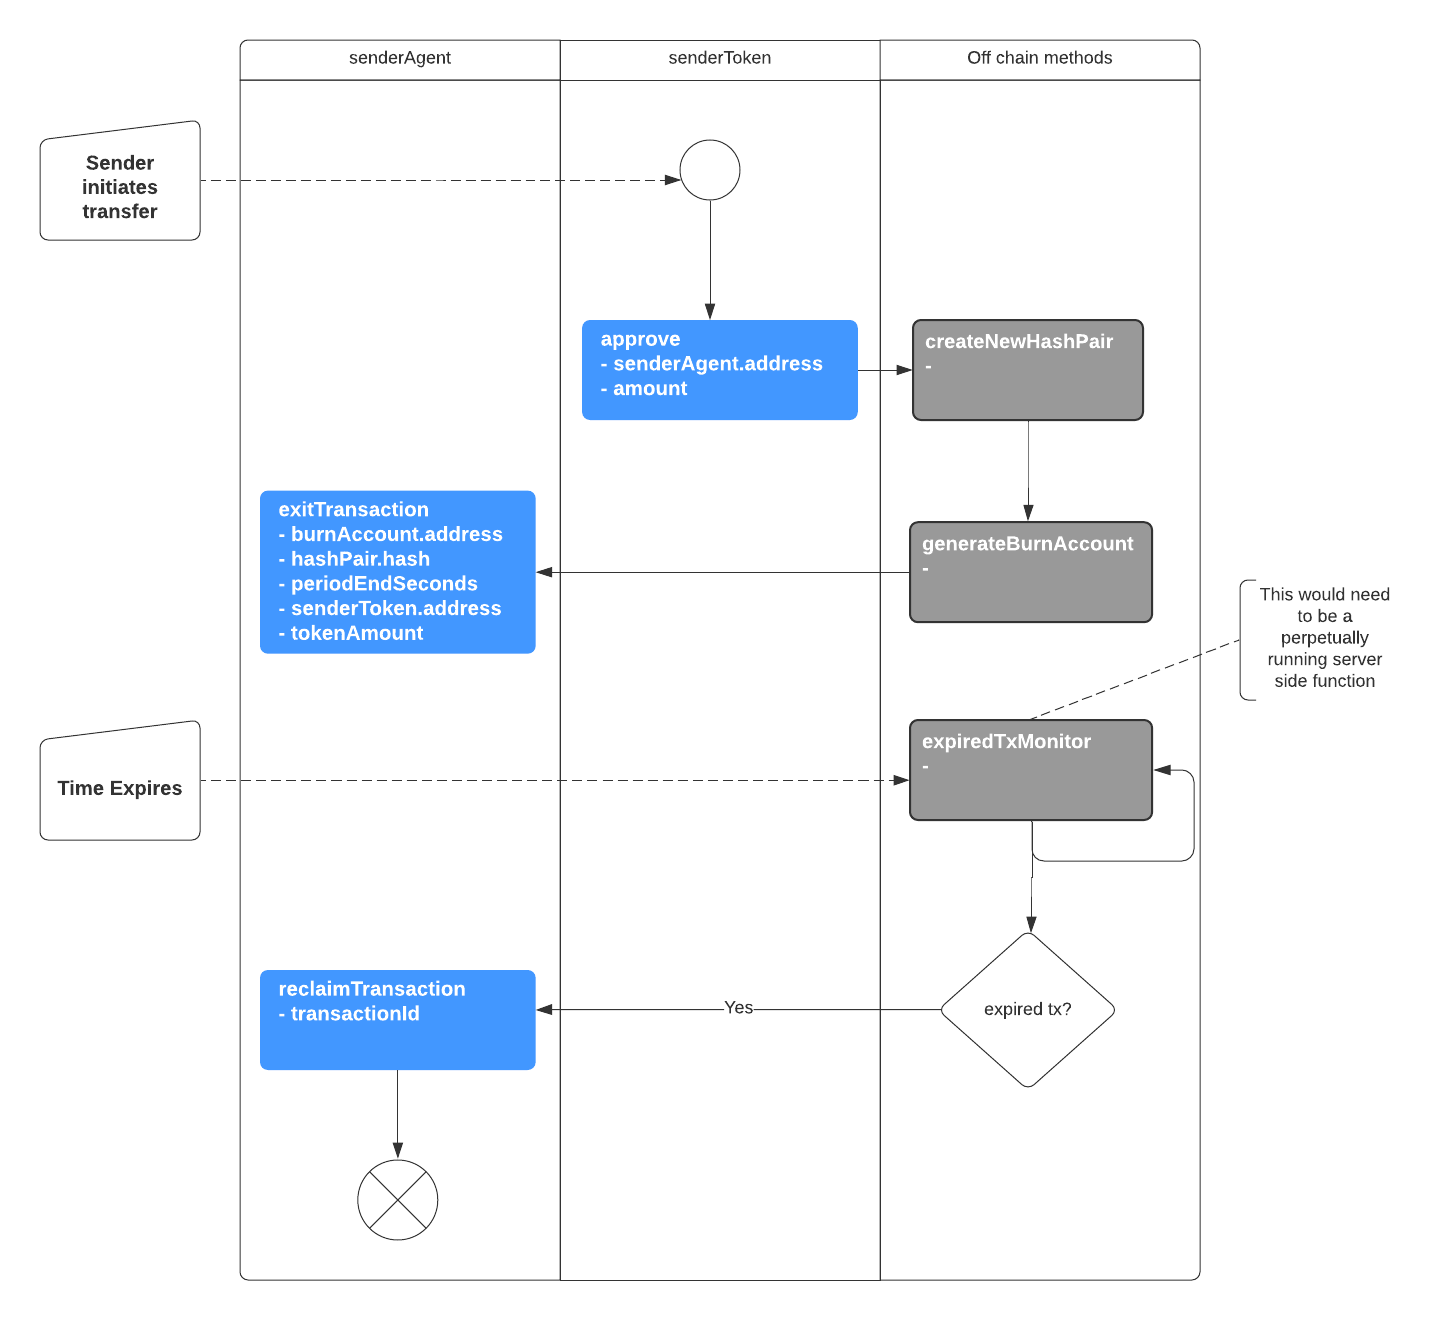 senderAgent
senderToken
Off chain methods
Sender
initiates
transfer
approve
- senderAgent.address
- amount
createNewHashPair
-
exitTransaction
- burnAccount.address
- hashPair.hash
- periodEndSeconds
- senderToken.address
- tokenAmount
generateBurnAccount
-
This would need
to be a
perpetually
running server
side function
Time Expires
expiredTxMonitor
-
reclaimTransaction
- transactionId
Yes
expired tx?